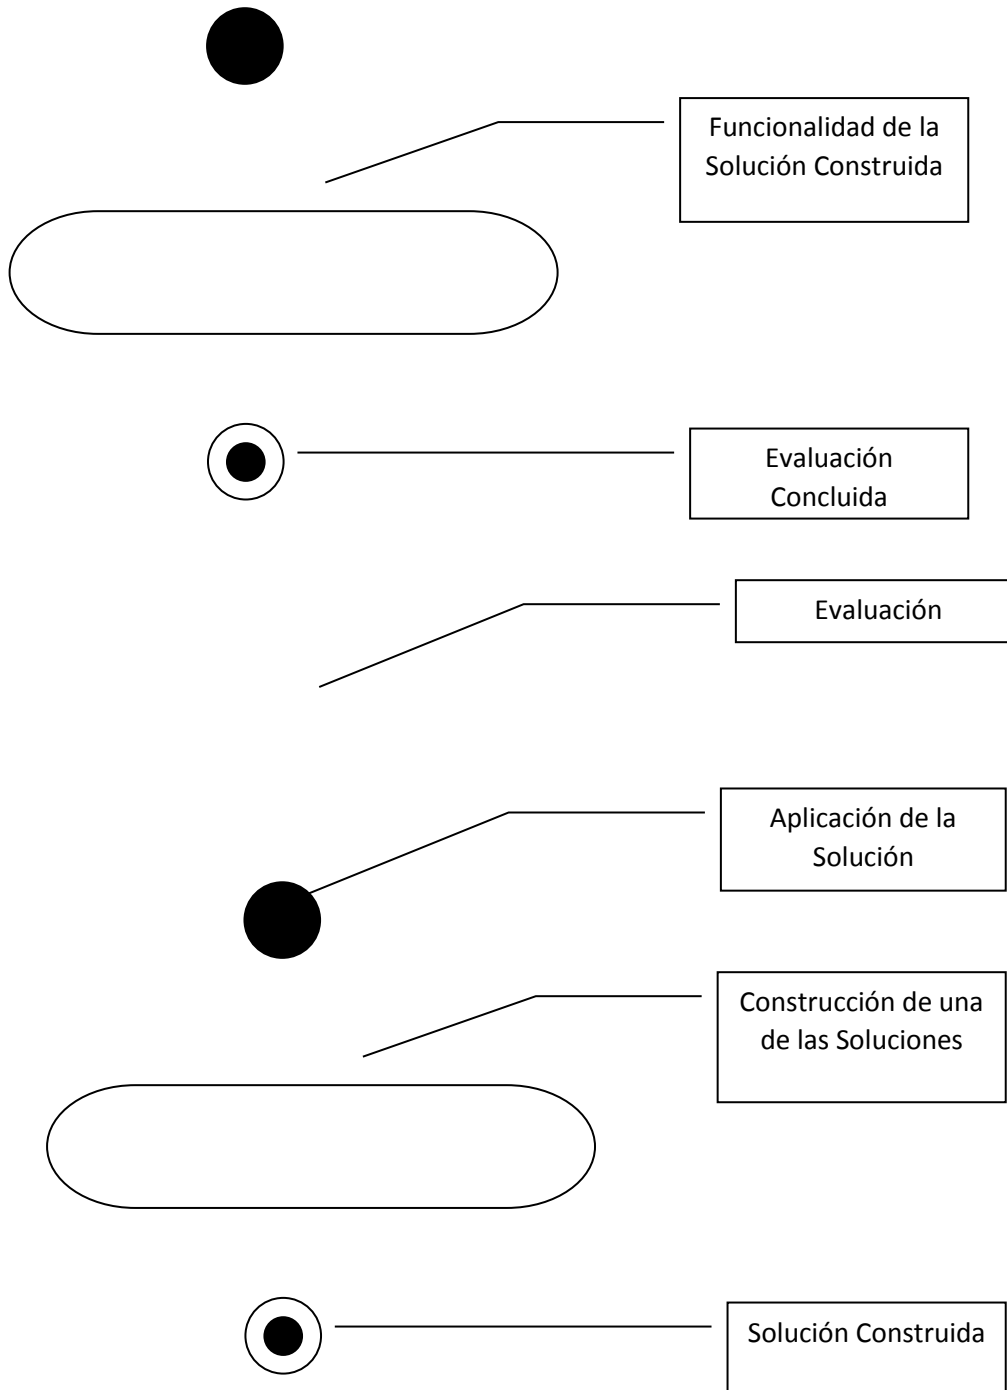 Funcionalidad de la
Solución Construida
Evaluación
Concluida
Evaluación
Aplicación de la
Solución
Construcción de una
de las Soluciones
Solución Construida